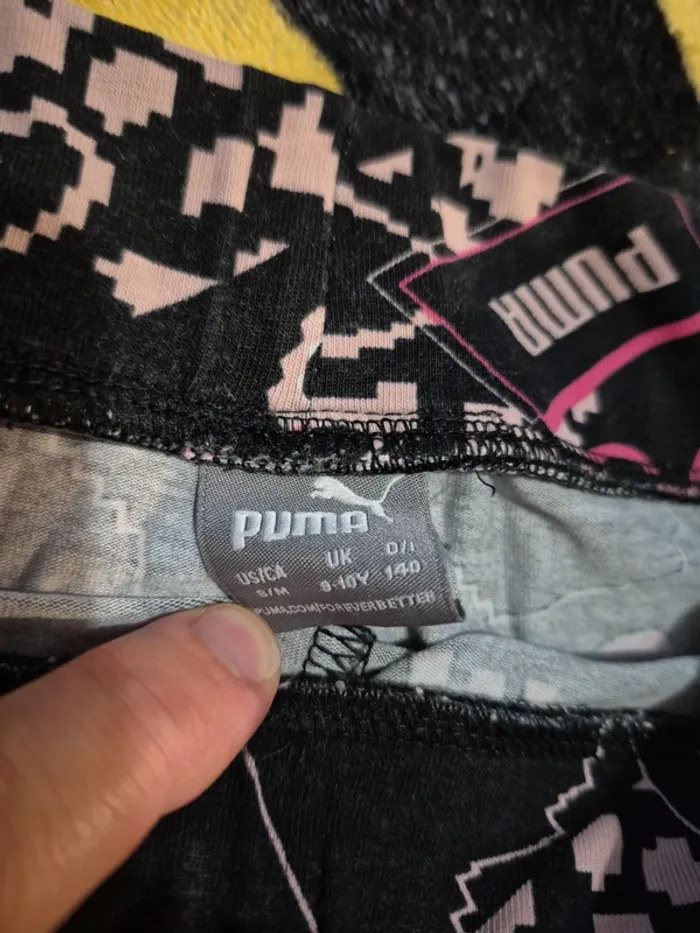 PUMA
PUMA
UK D/I
US/CA 9-10Y 140
S/M
PUMA.COM/FOREVERBETTER